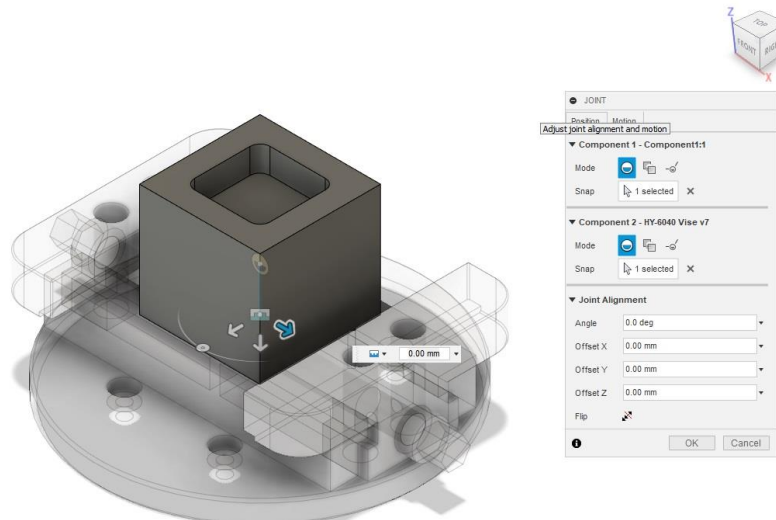 Z
TOP
FRONT
X
JOINT
Position Motion
Adjust joint alignment and motion
Component 1 - Component1:1
Mode
Snap 1 selected
Component 2 - HY-6040 Vise v7
Mode
Snap 1 selected
Joint Alignment
Angle 0.0 deg
Offset X 0.00 mm
Offset Y 0.00 mm
Offset Z 0.00 mm
Flip
OK Cancel
0.00 mm